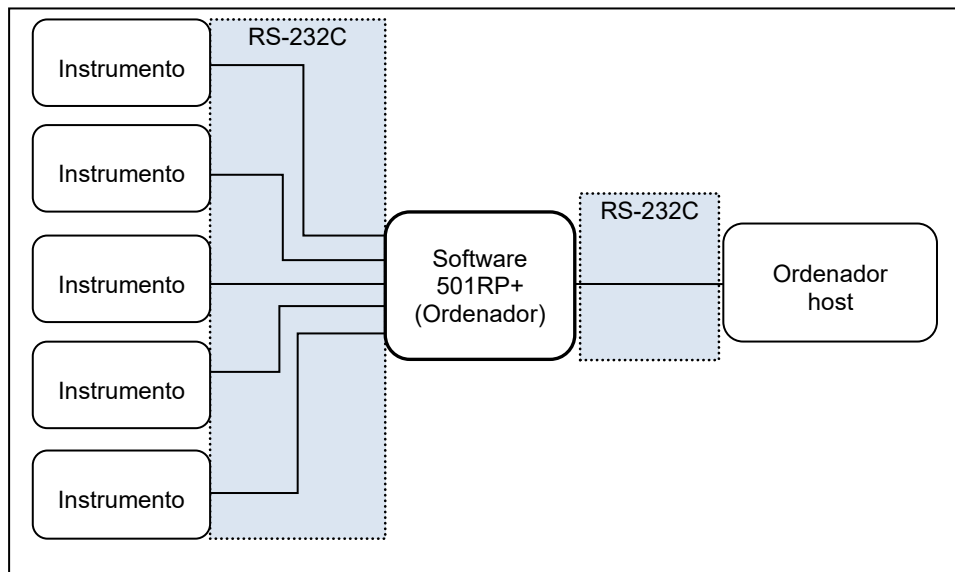 RS-232C
Instrumento
Instrumento
Instrumento
Instrumento
Instrumento
Software
501RP+
(Ordenador)
RS-232C
Ordenador
host